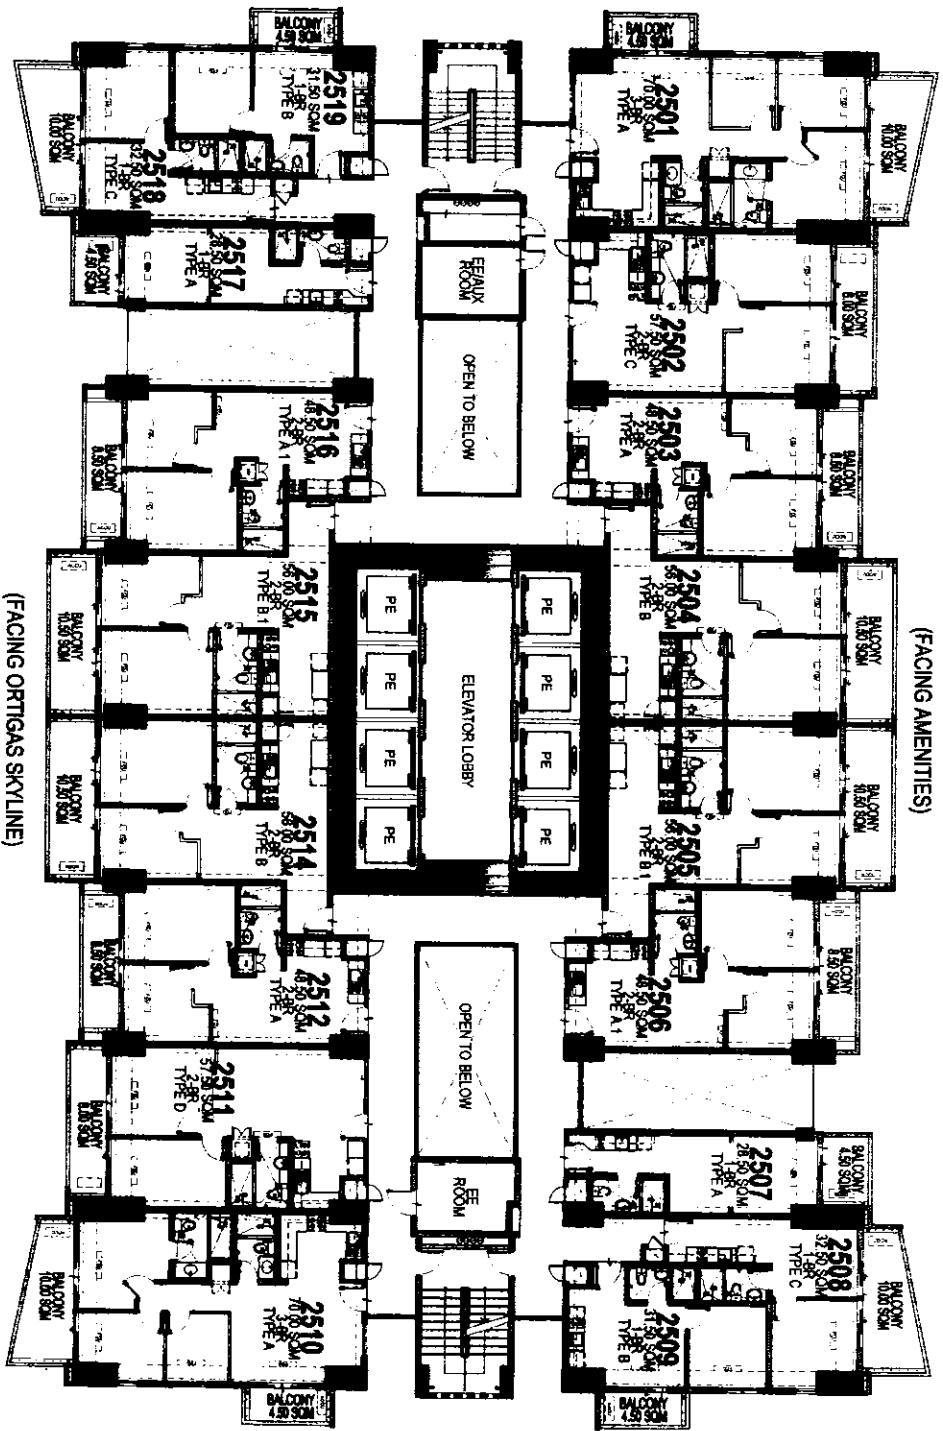 BALCONY
4.50 SQM
2519
31.50 SQM
1-BR
TYPE B
BALCONY
10.00 SQM
2518
32.50 SQM
1-BR
TYPE C
BALCONY
4.50 SQM
2517
28.50 SQM
1-BR
TYPE A
2516
48.50 SQM
2-BR
TYPE A.1
BALCONY
8.50 SQM
2515
56.00 SQM
2-BR
TYPE B.1
BALCONY
10.50 SQM
2514
2-BR
TYPE B
BALCONY
10.50 SQM
2512
48.50 SQM
2-BR
TYPE A
BALCONY
8.50 SQM
2511
57.50 SQM
2-BR
TYPE D
BALCONY
8.00 SQM
2510
70.00 SQM
3-BR
TYPE A
BALCONY
10.00 SQM
BALCONY
4.50 SQM
(FACING ORTIGAS SKYLINE)
EE/AUX
ROOM
OPEN TO BELOW
PE
PE
PE
PE
ELEVATOR LOBBY
PE
PE
PE
PE
OPEN TO BELOW
EE
ROOM
BALCONY
4.50 SQM
2501
70.00 SQM
3-BR
TYPE A
BALCONY
10.00 SQM
2502
57.50 SQM
2-BR
TYPE C
BALCONY
2503
48.50 SQM
2-BR
TYPE A
BALCONY
8.50 SQM
2504
56.00 SQM
2-BR
TYPE B
BALCONY
10.50 SQM
2505
2-BR
TYPE B.1
BALCONY
10.50 SQM
2506
48.50 SQM
2-BR
TYPE A.1
BALCONY
8.50 SQM
2507
28.50 SQM
1-BR
TYPE A
BALCONY
4.50 SQM
2508
32.50 SQM
1-BR
TYPE C
BALCONY
10.00 SQM
2509
31.50 SQM
1-BR
TYPE B
BALCONY
4.50 SQM
(FACING AMENITIES)